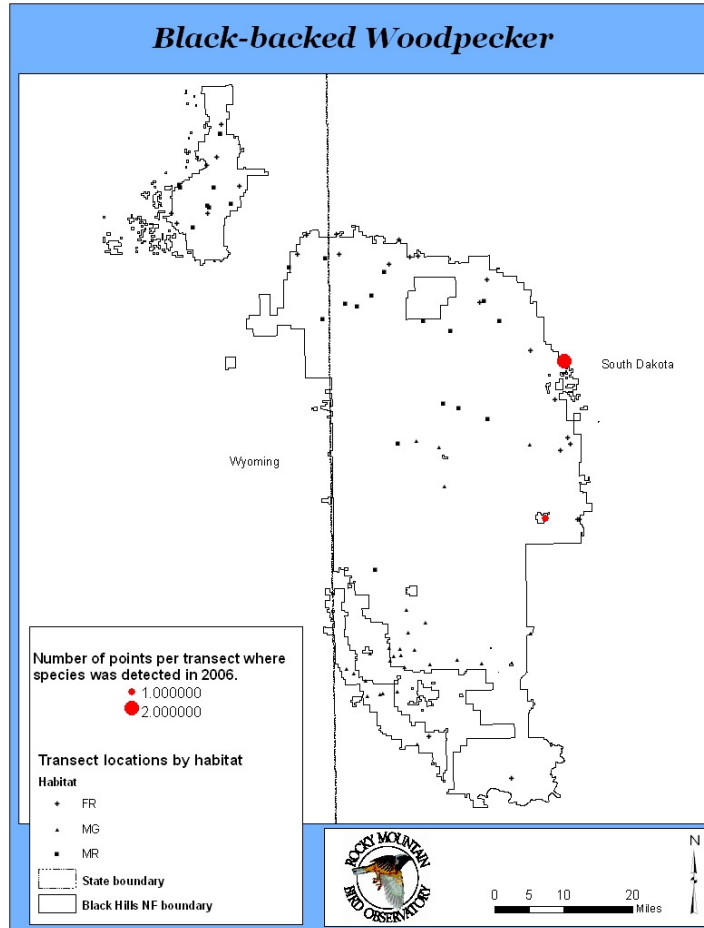 Black-backed Woodpecker
South Dakota
Wyoming
Number of points per transect where
species was detected in 2006.
1.000000
2.000000
Transect locations by habitat
Habitat
FR
MG
MR
State boundary
Black Hills NF boundary
ROCKY MOUNTAIN
BIRD OBSERVATORY
N
0 5 10 20
Miles